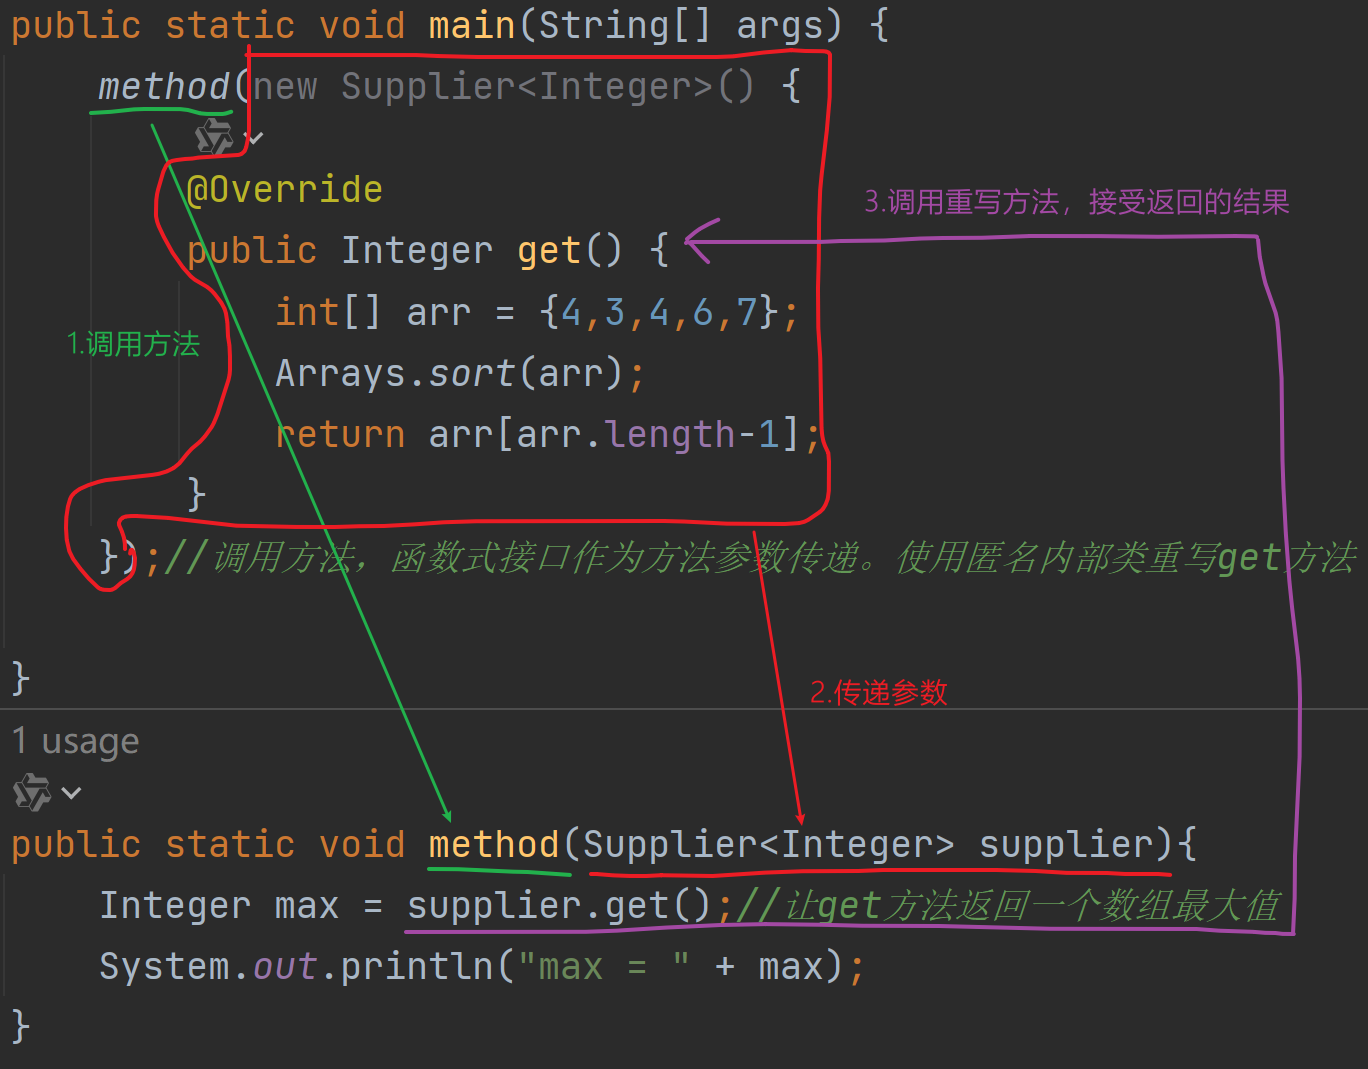 public static void main(String[] args) {
method(new Supplier<Integer>() {
@Override
3.调用重写方法，接受返回的结果
public Integer get() {
int[] arr = {4,3,4,6,7};
1.调用方法
Arrays.sort(arr);
return arr[arr.length-1];
}
});//调用方法，函数式接口作为方法参数传递。使用匿名内部类重写get方法
}
2.传递参数
1 usage
public static void method(Supplier<Integer> supplier){
Integer max = supplier.get();//让get方法返回一个数组最大值
System.out.println("max = " + max);
}